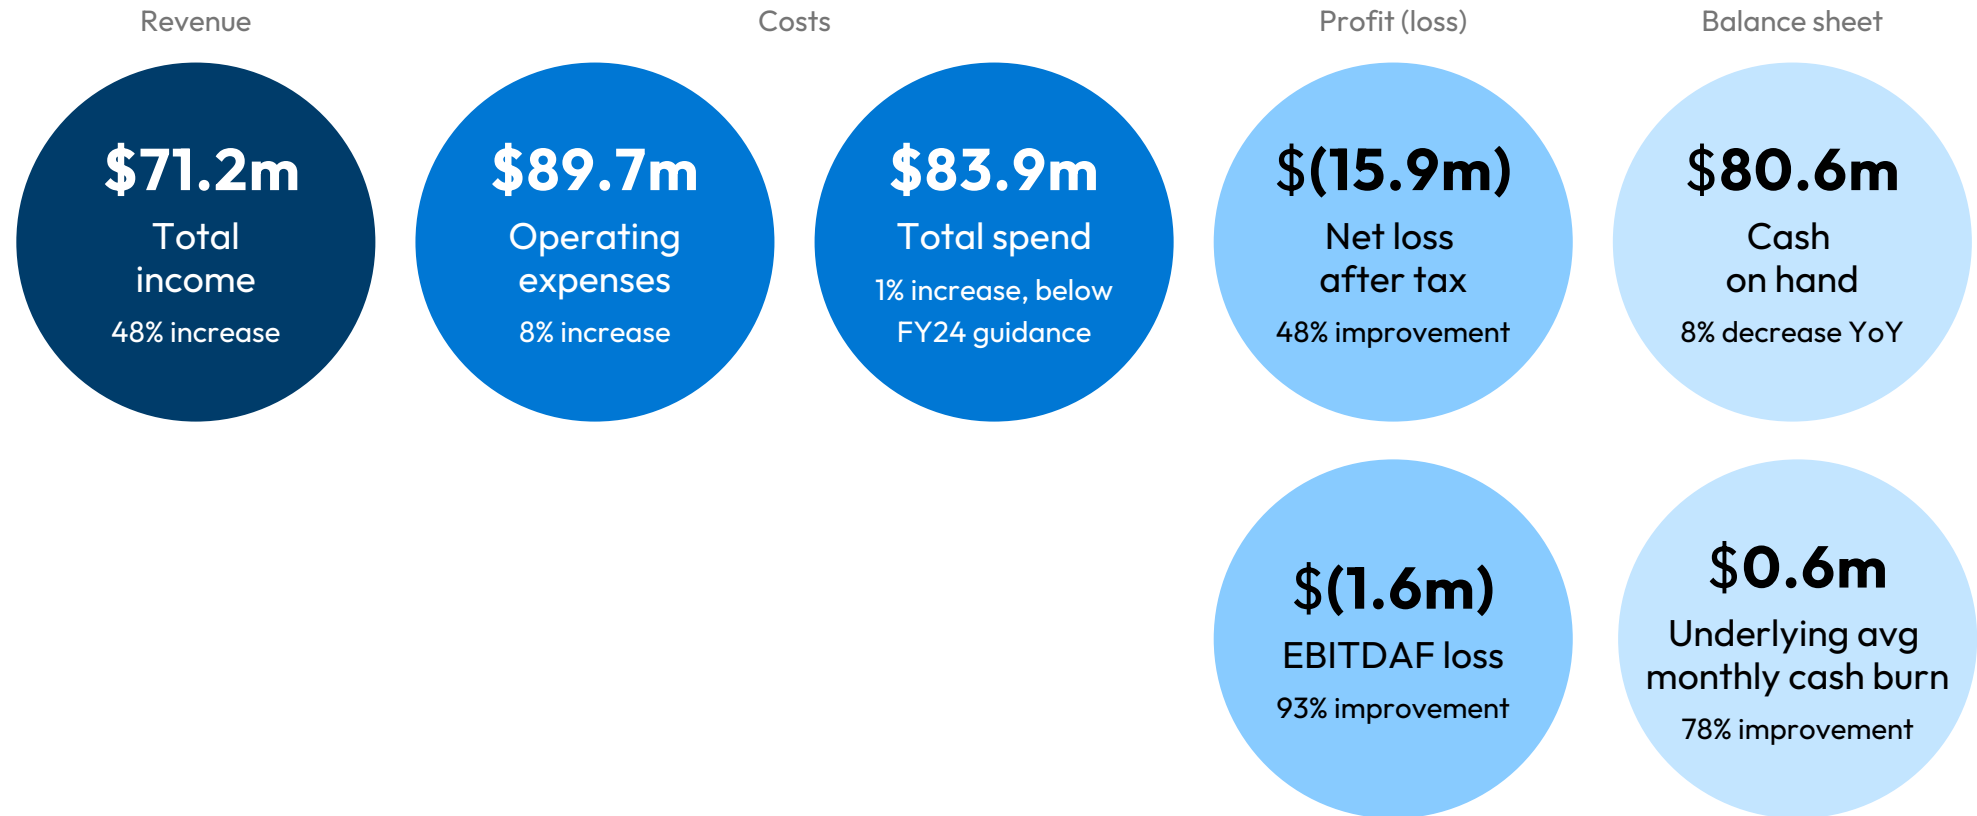 Revenue
Costs
Profit (loss)
Balance sheet
$71.2m
Total
income
48% increase
$89.7m
Operating
expenses
8% increase
$83.9m
Total spend
1% increase, below
FY24 guidance
$(15.9m)
Net loss
after tax
48% improvement
$80.6m
Cash
on hand
8% decrease YoY
$(1.6m)
EBITDAF loss
93% improvement
$0.6m
Underlying avg
monthly cash burn
78% improvement